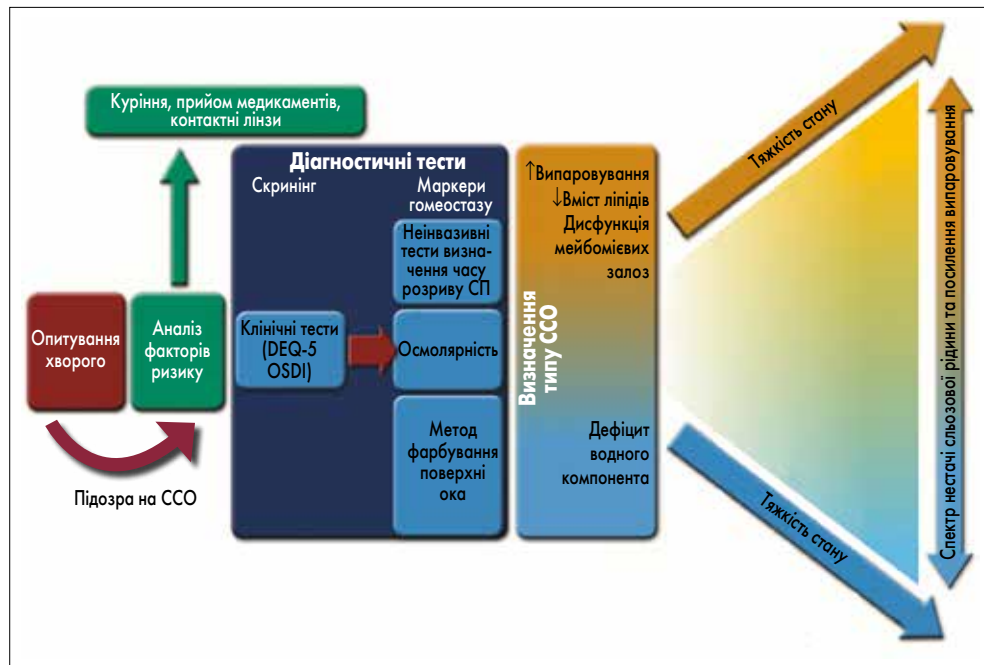 Куріння, прийом медикаментів,
контактні лінзи
Опитування
хворого
Аналіз
факторів
ризику
Підозра на ССО
Діагностичні тести
Скринінг
Клінічні тести
(DEQ-5
OSDI)
Маркери
гомеостазу
Неінвазивні
тести визна-
чення часу
розриву СП
Осмолярність
Метод
фарбування
поверхні
ока
Визначення
типу ССО
↑Випаровування
↓Вміст ліпідів
Дисфункція
мейбомієвих
залоз
Дефіцит
водного
компонента
Тяжкість стану
Тяжкість стану
Спектр нестачі сльозової рідини та посилення випаровування